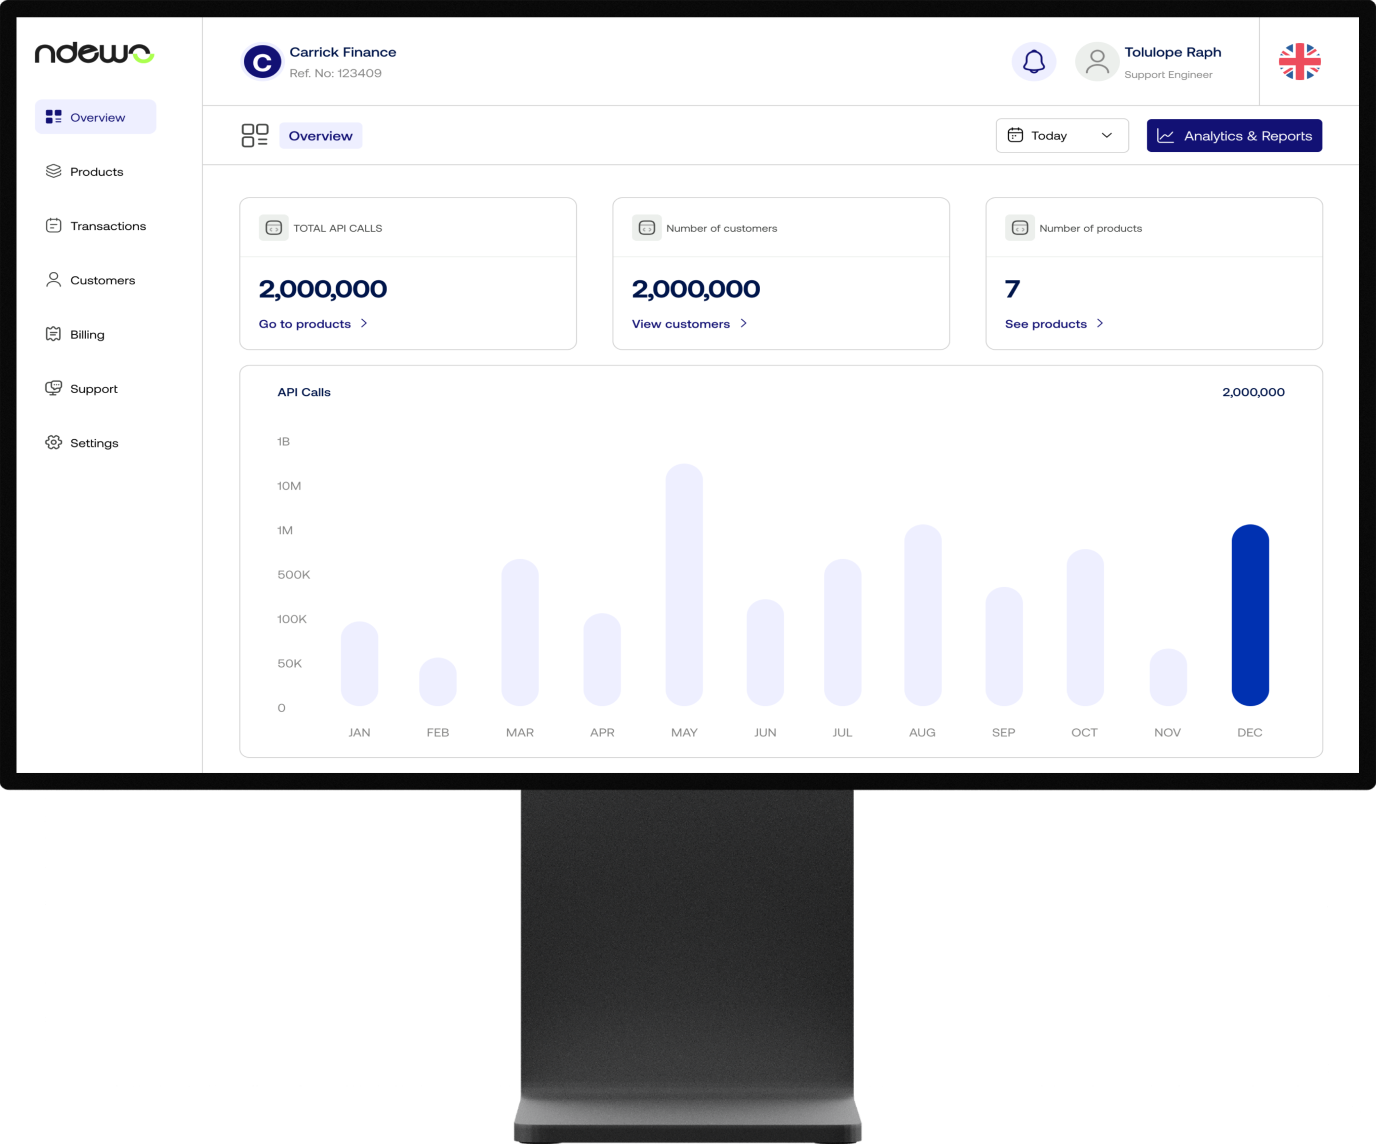 ndewo
Overview
Products
Transactions
Customers
Billing
Support
Settings
C
Carrick Finance
Ref. No: 123409
Tolulope Raph
Support Engineer
Overview
Today
Analytics & Reports
TOTAL API CALLS
2,000,000
Go to products
Number of customers
2,000,000
View customers
Number of products
7
See products
API Calls
2,000,000
1B
10M
1M
500K
100K
50K
0
JAN FEB MAR APR MAY JUN JUL AUG SEP OCT NOV DEC